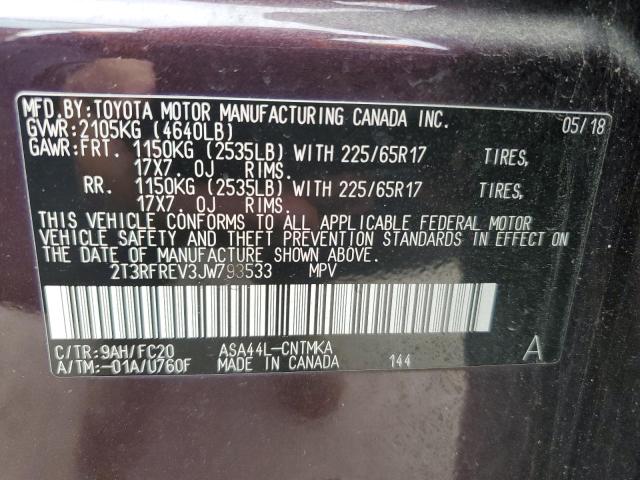 MFD.BY:TOYOTA MOTOR MANUFACTURING CANADA INC. 05/18
GVWR:2105KG (4640LB)
GAWR:FRT. 1150KG (2535LB) WITH 225/65R17 TIRES,
17X7. 0J RIMS.
RR. 1150KG (2535LB) WITH 225/65R17 TIRES,
17X7. 0J RIMS.
THIS VEHICLE CONFORMS TO ALL APPLICABLE FEDERAL MOTOR
VEHICLE SAFETY AND THEFT PREVENTION STANDARDS IN EFFECT ON
THE DATE OF MANUFACTURE SHOWN ABOVE.
2T3RFREV3JW793533 MPV
C/TR:9AH/FC20 ASA44L-CNTMKA A
A/TM:-01A/U760F MADE IN CANADA 144